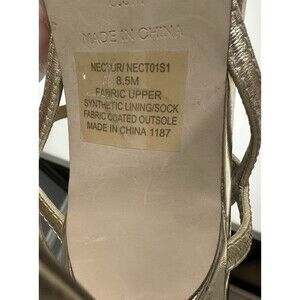 MADE IN CHINA
NECTUR/ NECT01S1
8.5M
FABRIC UPPER
SYNTHETIC LINING/SOCK
FABRIC COATED OUTSOLE
MADE IN CHINA 1187